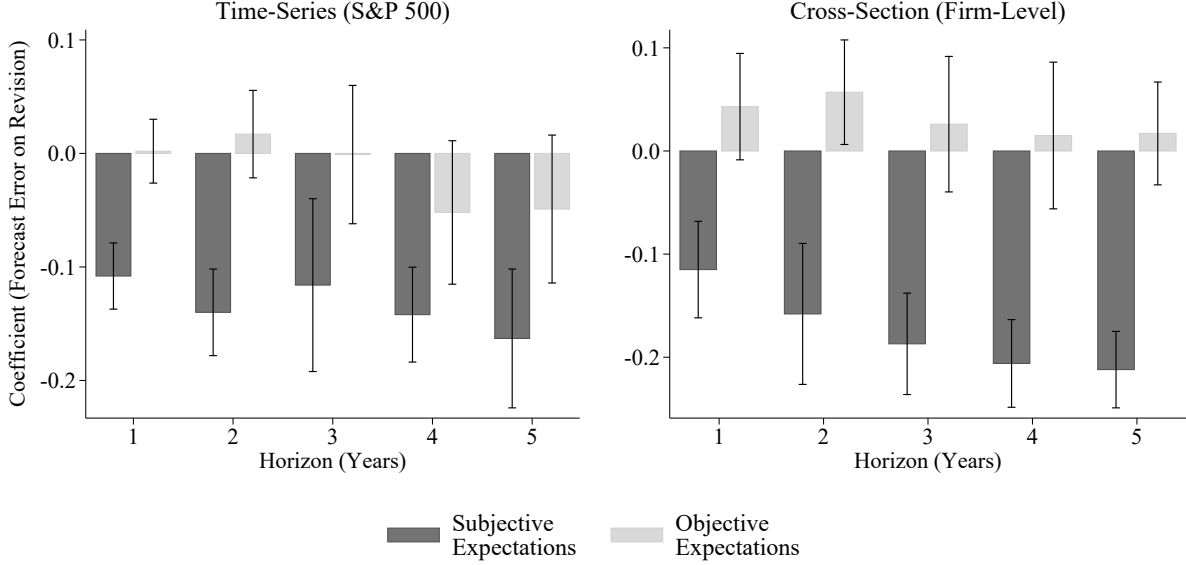 Time-Series (S&P 500)
Coefficient (Forecast Error on Revision)
0.1
0.0
-0.1
-0.2
1 2 3 4 5
Horizon (Years)
Cross-Section (Firm-Level)
0.1
0.0
-0.1
-0.2
1 2 3 4 5
Horizon (Years)
Subjective
Expectations
Objective
Expectations